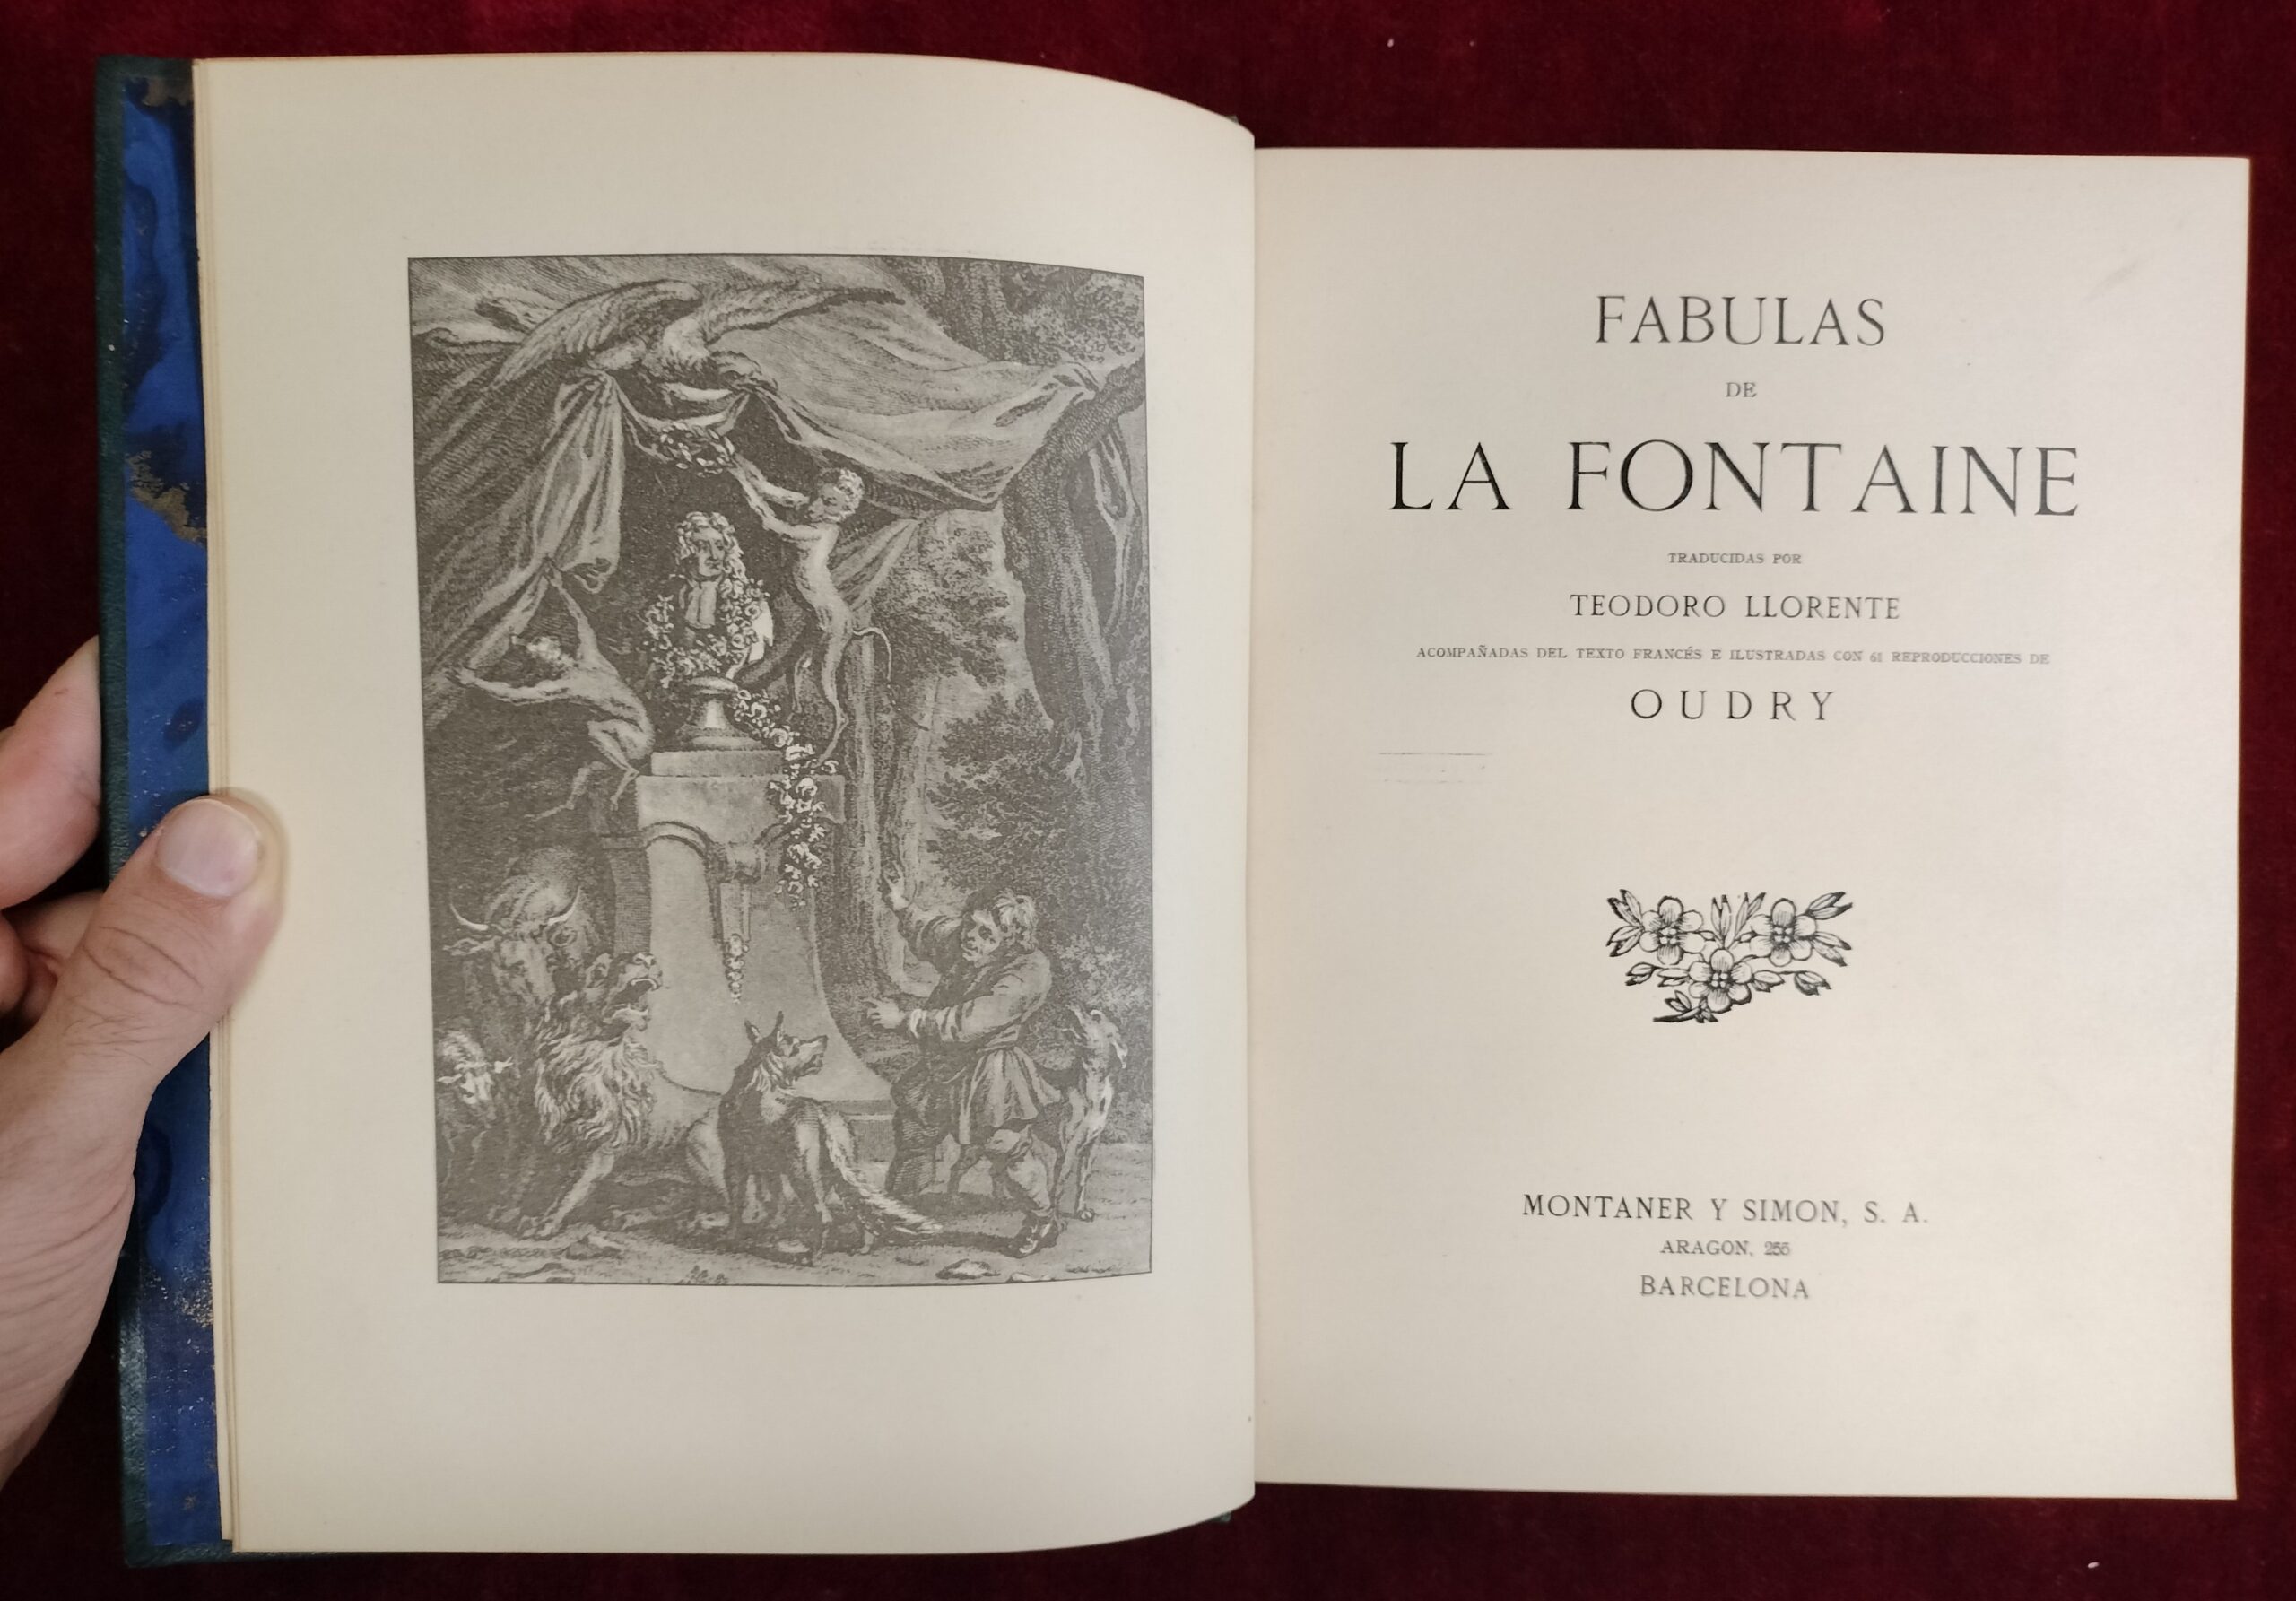 FABULAS
DE
LA FONTAINE
TRADUCIDAS POR
TEODORO LLORENTE
ACOMPAÑADAS DEL TEXTO FRANCÉS E ILUSTRADAS CON 61 REPRODUCCIONES DE
OUDRY
MONTANER Y SIMON, S. A.
ARAGON, 255
BARCELONA